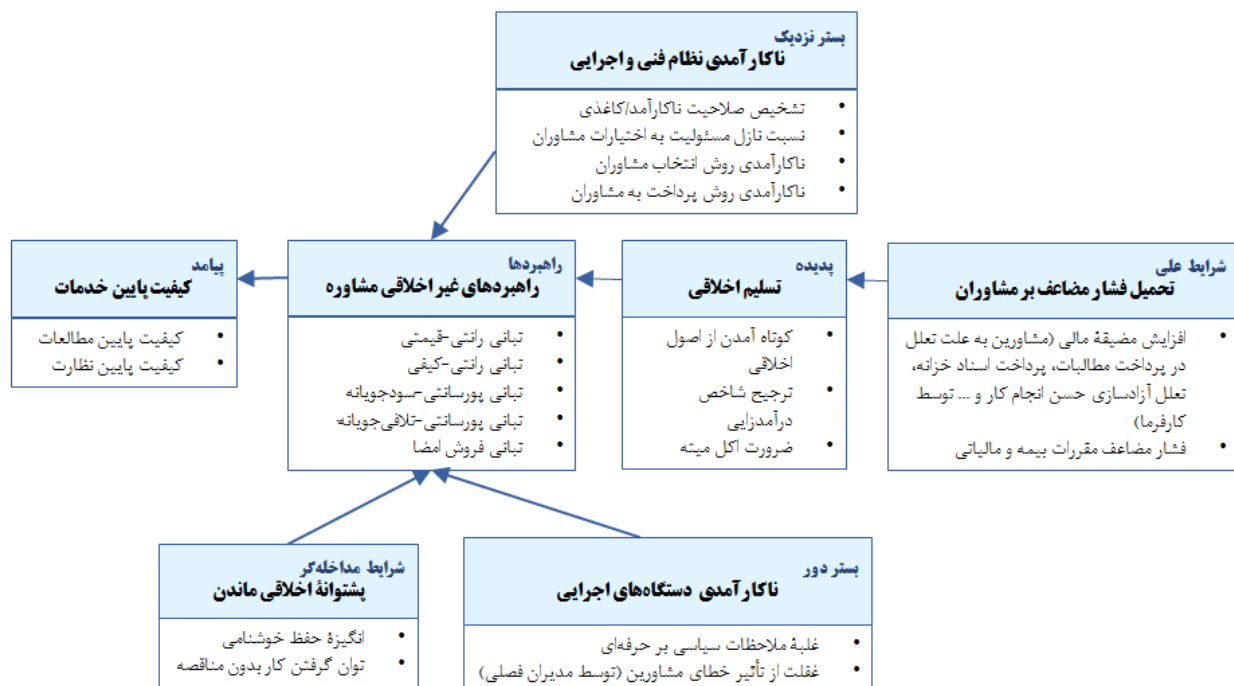 بستر نزدیک
ناکارآمدی نظام فنی و اجرایی
• تشخیص صلاحیت ناکارآمد/کاغذی
• نسبت نازل مسئولیت به اختیارات مشاوران
• ناکارآمدی روش انتخاب مشاوران
• ناکارآمدی روش پرداخت به مشاوران
شرایط علی
تحمیل فشار مضاعف بر مشاوران
• افزایش مضیقهٔ مالی (مشاورین به علت تعلل
در پرداخت مطالبات، پرداخت اسناد خزانه،
تعلل آزادسازی حسن انجام کار و ... توسط
کارفرما)
• فشار مضاعف مقررات بیمه و مالیاتی
پدیده
تسلیم اخلاقی
• کوتاه آمدن از اصول
اخلاقی
• ترجیح شاخص
درآمدزایی
• ضرورت اکل میته
راهبردها
راهبردهای غیر اخلاقی مشاوره
• تبانی رانتی-قیمتی
• تبانی رانتی-کیفی
• تبانی پورسانتی-سودجویانه
• تبانی پورسانتی-تلافی‌جویانه
• تبانی فروش امضا
پیامد
کیفیت پایین خدمات
• کیفیت پایین مطالعات
• کیفیت پایین نظارت
بستر دور
ناکارآمدی دستگاه‌های اجرایی
• غلبهٔ ملاحظات سیاسی بر حرفه‌ای
• غفلت از تأثیر خطای مشاورین (توسط مدیران فصلی)
شرایط مداخله‌گر
پشتوانهٔ اخلاقی ماندن
• انگیزهٔ حفظ خوشنامی
• توان گرفتن کار بدون مناقصه